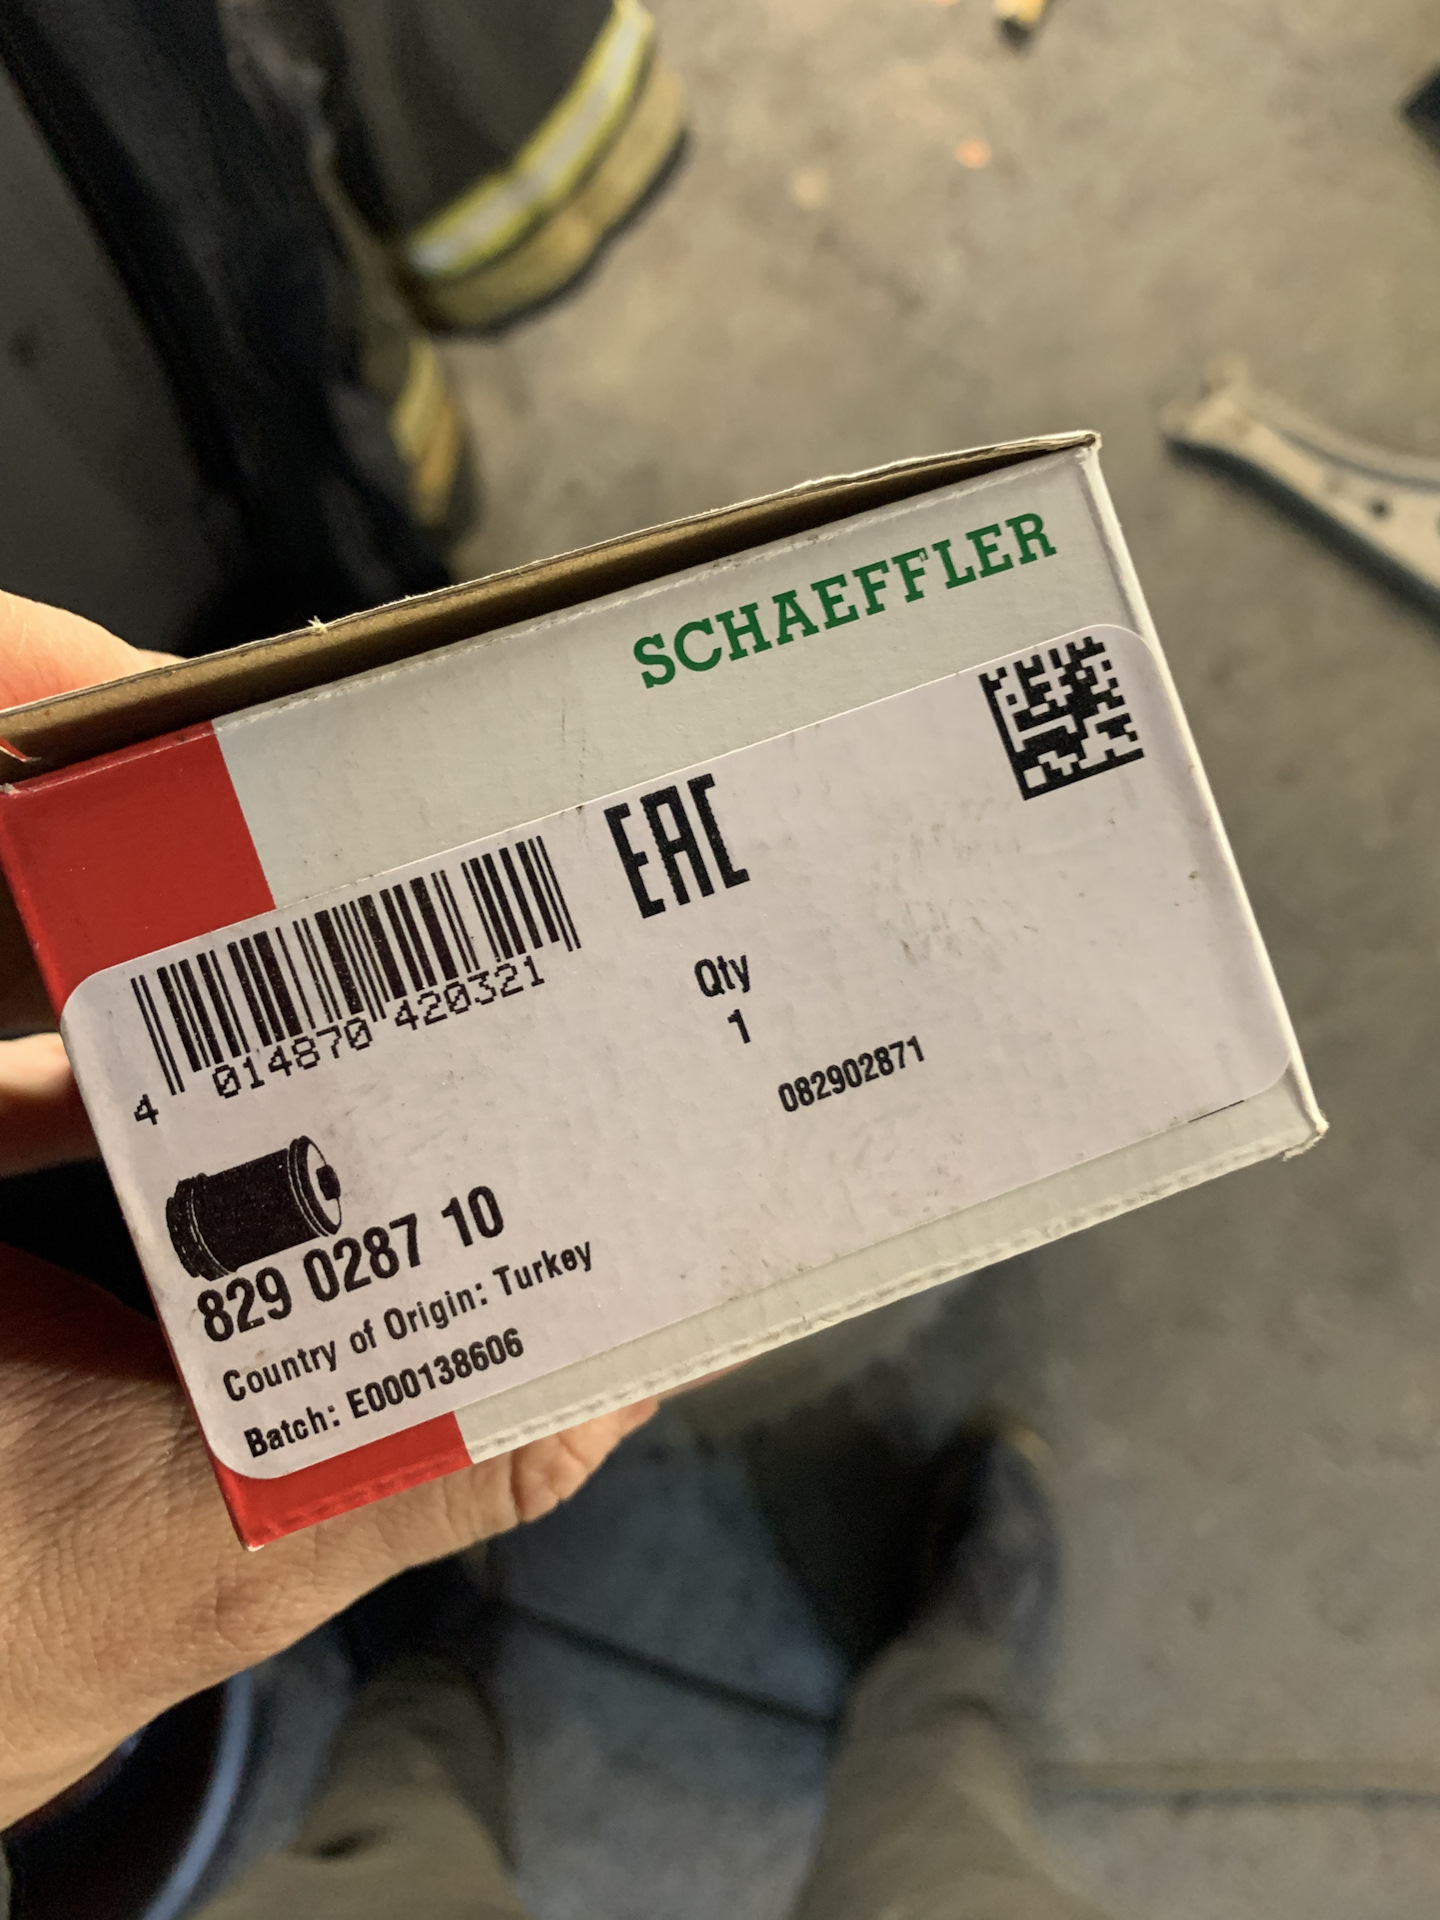 SCHAEFFLER
EAC
4 014870 420321
Qty
1
082902871
829 0287 10
Country of Origin: Turkey
Batch: E000138606